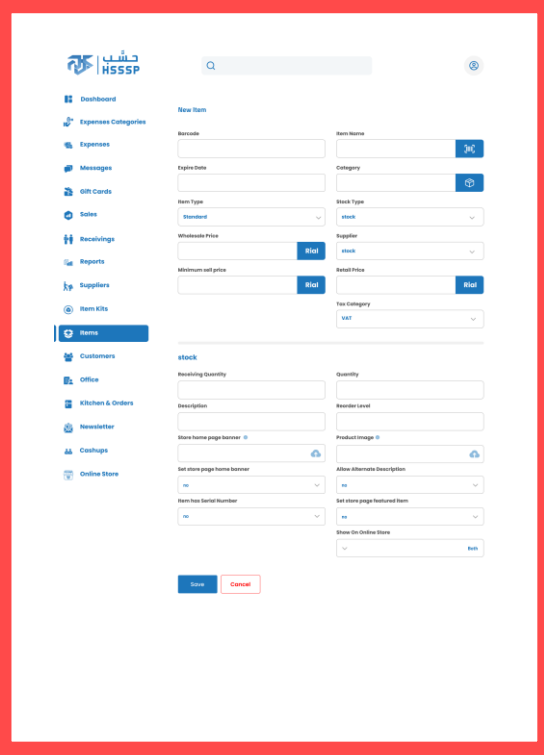 حسب
HSSSP
Dashboard
Expenses Categories
Expenses
Messages
Gift Cards
Sales
Receivings
Reports
Suppliers
Item Kits
Items
Customers
Office
Kitchen & Orders
Newsletter
Cashups
Online Store
New Item
Barcode
Item Name
Expire Date
Category
Item Type
Stock Type
Standard
stock
Wholesale Price
Supplier
Rial
stock
Minimum sell price
Retail Price
Rial
Rial
Tax Category
VAT
stock
Receiving Quantity
Quantity
Description
Reorder Level
Store home page banner
Product Image
Set store page home banner
Allow Alternate Description
no
no
Item has Serial Number
Set store page featured item
no
no
Show On Online Store
Both
Save
Cancel